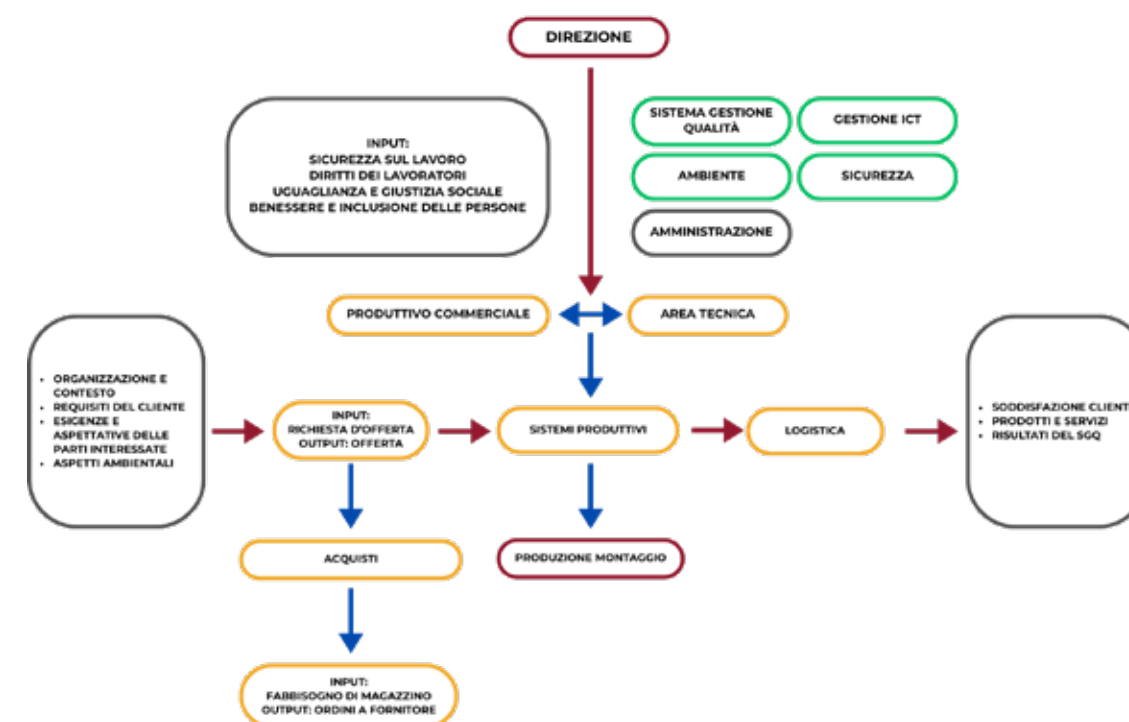 DIREZIONE
INPUT:
SICUREZZA SUL LAVORO
DIRITTI DEI LAVORATORI
UGUAGLIANZA E GIUSTIZIA SOCIALE
BENESSERE E INCLUSIONE DELLE PERSONE
SISTEMA GESTIONE
QUALITÀ
GESTIONE ICT
AMBIENTE
SICUREZZA
AMMINISTRAZIONE
PRODUTTIVO COMMERCIALE
AREA TECNICA
• ORGANIZZAZIONE E
CONTESTO
• REQUISITI DEL CLIENTE
• ESIGENZE E
ASPETTATIVE DELLE
PARTI INTERESSATE
• ASPETTI AMBIENTALI
INPUT:
RICHIESTA D'OFFERTA
OUTPUT: OFFERTA
SISTEMI PRODUTTIVI
LOGISTICA
• SODDISFAZIONE CLIENT
• PRODOTTI E SERVIZI
• RISULTATI DEL SGQ
ACQUISTI
PRODUZIONE MONTAGGIO
INPUT:
FABBISOGNO DI MAGAZZINO
OUTPUT: ORDINI A FORNITORE